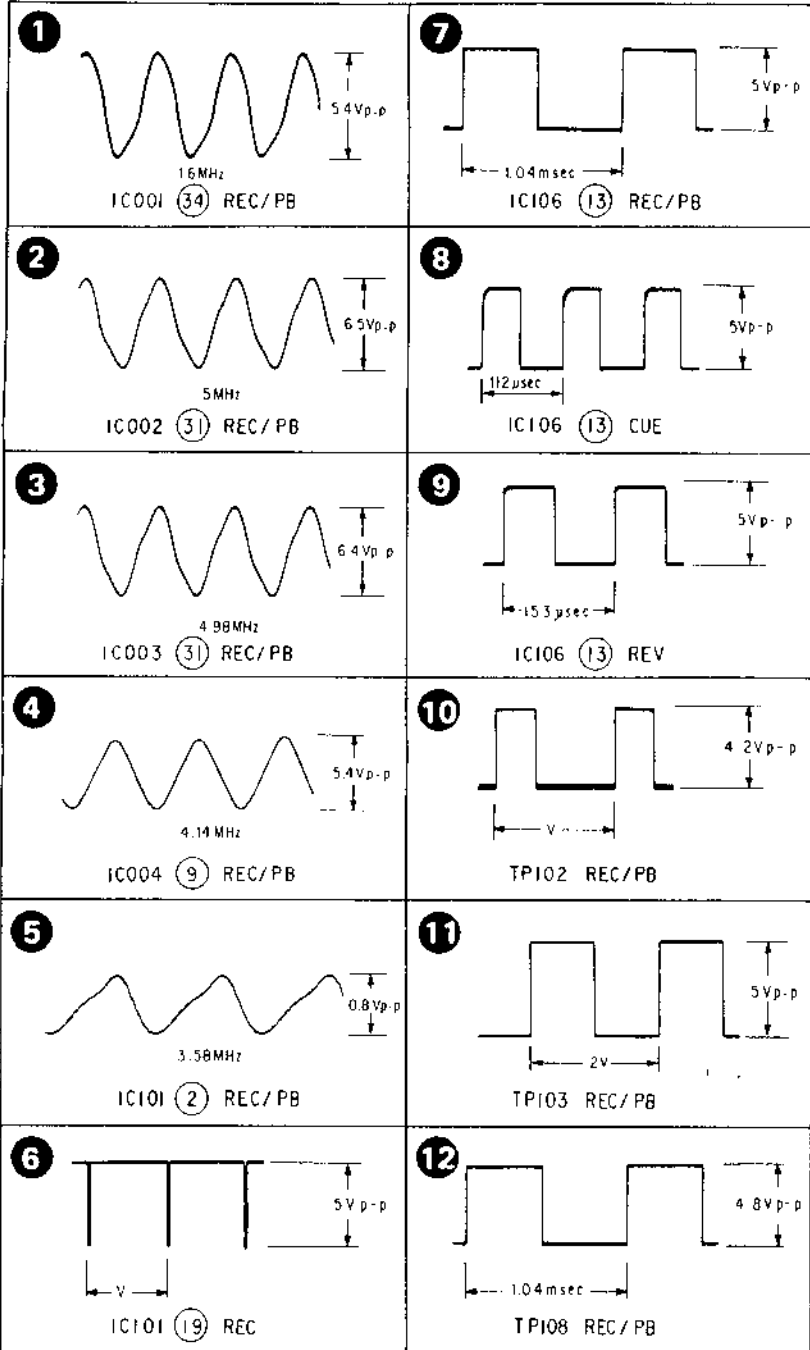 1
5.4Vp-p
16MHz
IC001 (34) REC/PB
2
6.5Vp-p
5MHz
IC002 (31) REC/PB
3
6.4Vp-p
4.98MHz
IC003 (31) REC/PB
4
5.4Vp-p
4.14MHz
IC004 (9) REC/PB
5
0.8Vp-p
3.58MHz
IC101 (2) REC/PB
6
5Vp-p
V
IC101 (19) REC
7
5Vp-p
1.04msec
IC106 (13) REC/PB
8
5Vp-p
112µsec
IC106 (13) CUE
9
5Vp-p
153µsec
IC106 (13) REV
10
4.2Vp-p
V
TP102 REC/PB
11
5Vp-p
2V
TP103 REC/PB
12
4.8Vp-p
1.04msec
TP108 REC/PB